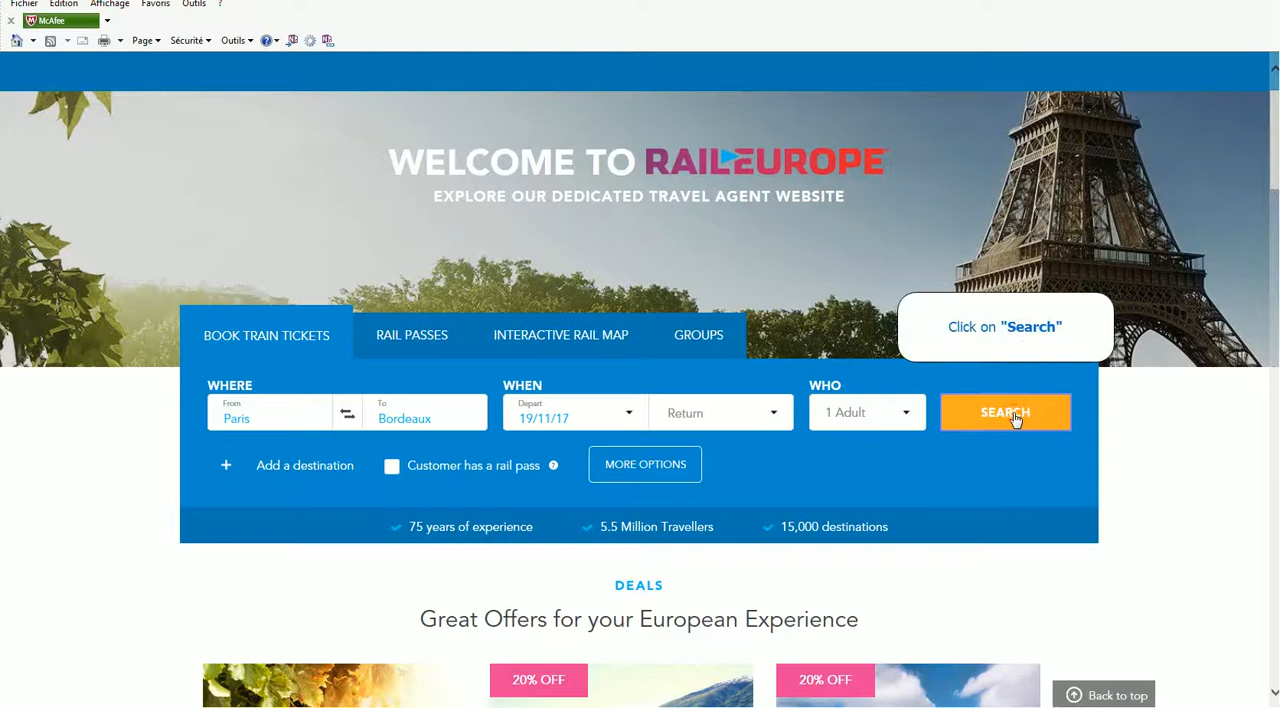 Fichier Edition Affichage Favoris Outils ?
McAfee
Page Sécurité Outils
WELCOME TO RAILEUROPE
EXPLORE OUR DEDICATED TRAVEL AGENT WEBSITE
Click on "Search"
BOOK TRAIN TICKETS RAIL PASSES INTERACTIVE RAIL MAP GROUPS
WHERE WHEN WHO
From To Depart
Paris Bordeaux 19/11/17 Return 1 Adult SEARCH
+ Add a destination Customer has a rail pass ? MORE OPTIONS
75 years of experience 5.5 Million Travellers 15,000 destinations
DEALS
Great Offers for your European Experience
20% OFF 20% OFF
Back to top